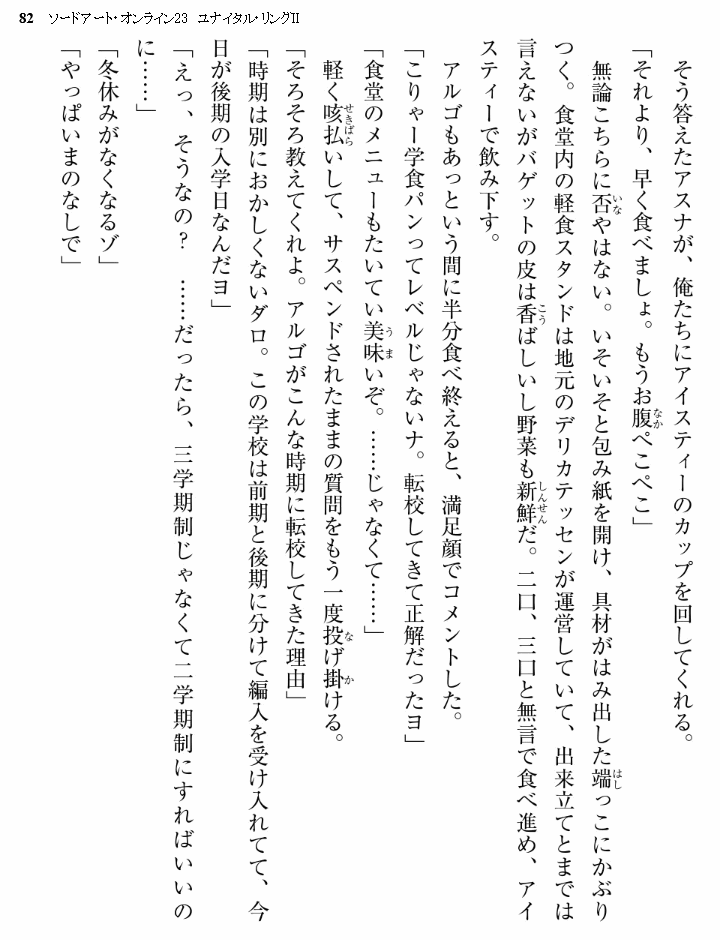 82 ソードアート・オンライン23 ユナイタル・リングII
そう答えたアスナが、俺たちにアイスティーのカップを回してくれる。
「それより、早く食べましょ。もうお腹ぺこぺこ」
無論こちらに否やはない。いそいそと包み紙を開け、具材がはみ出した端っこにかぶり
つく。食堂内の軽食スタンドは地元のデリカテッセンが運営していて、出来立てとまでは
言えないがバゲットの皮は香ばしいし野菜も新鮮だ。二口、三口と無言で食べ進め、アイ
スティーで飲み下す。
アルゴもあっという間に半分食べ終えると、満足顔でコメントした。
「こりゃー学食パンってレベルじゃないナ。転校してきて正解だったヨ」
「食堂のメニューもたいてい美味いぞ。……じゃなくて……」
軽く咳払いして、サスペンドされたままの質問をもう一度投げ掛ける。
「そろそろ教えてくれよ。アルゴがこんな時期に転校してきた理由」
「時期は別におかしくないダロ。この学校は前期と後期に分けて編入を受け入れてて、今
日が後期の入学日なんだヨ」
「えっ、そうなの？　……だったら、三学期制じゃなくて二学期制にすればいいの
に……」
「冬休みがなくなるゾ」
「やっぱいまのなしで」